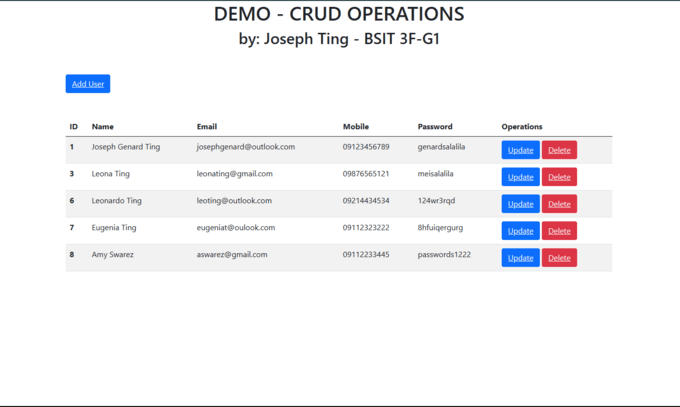 DEMO - CRUD OPERATIONS
by: Joseph Ting - BSIT 3F-G1
Add User
ID Name Email Mobile Password Operations
1 Joseph Genard Ting josephgenard@outlook.com 09123456789 genardsalalila Update Delete
3 Leona Ting leonating@gmail.com 09876565121 meisalalila Update Delete
6 Leonardo Ting leoting@outlook.com 09214434534 124wr3rqd Update Delete
7 Eugenia Ting eugeniat@oulook.com 09112323222 8hfuiqergurg Update Delete
8 Amy Swarez aswarez@gmail.com 09112233445 passwords1222 Update Delete